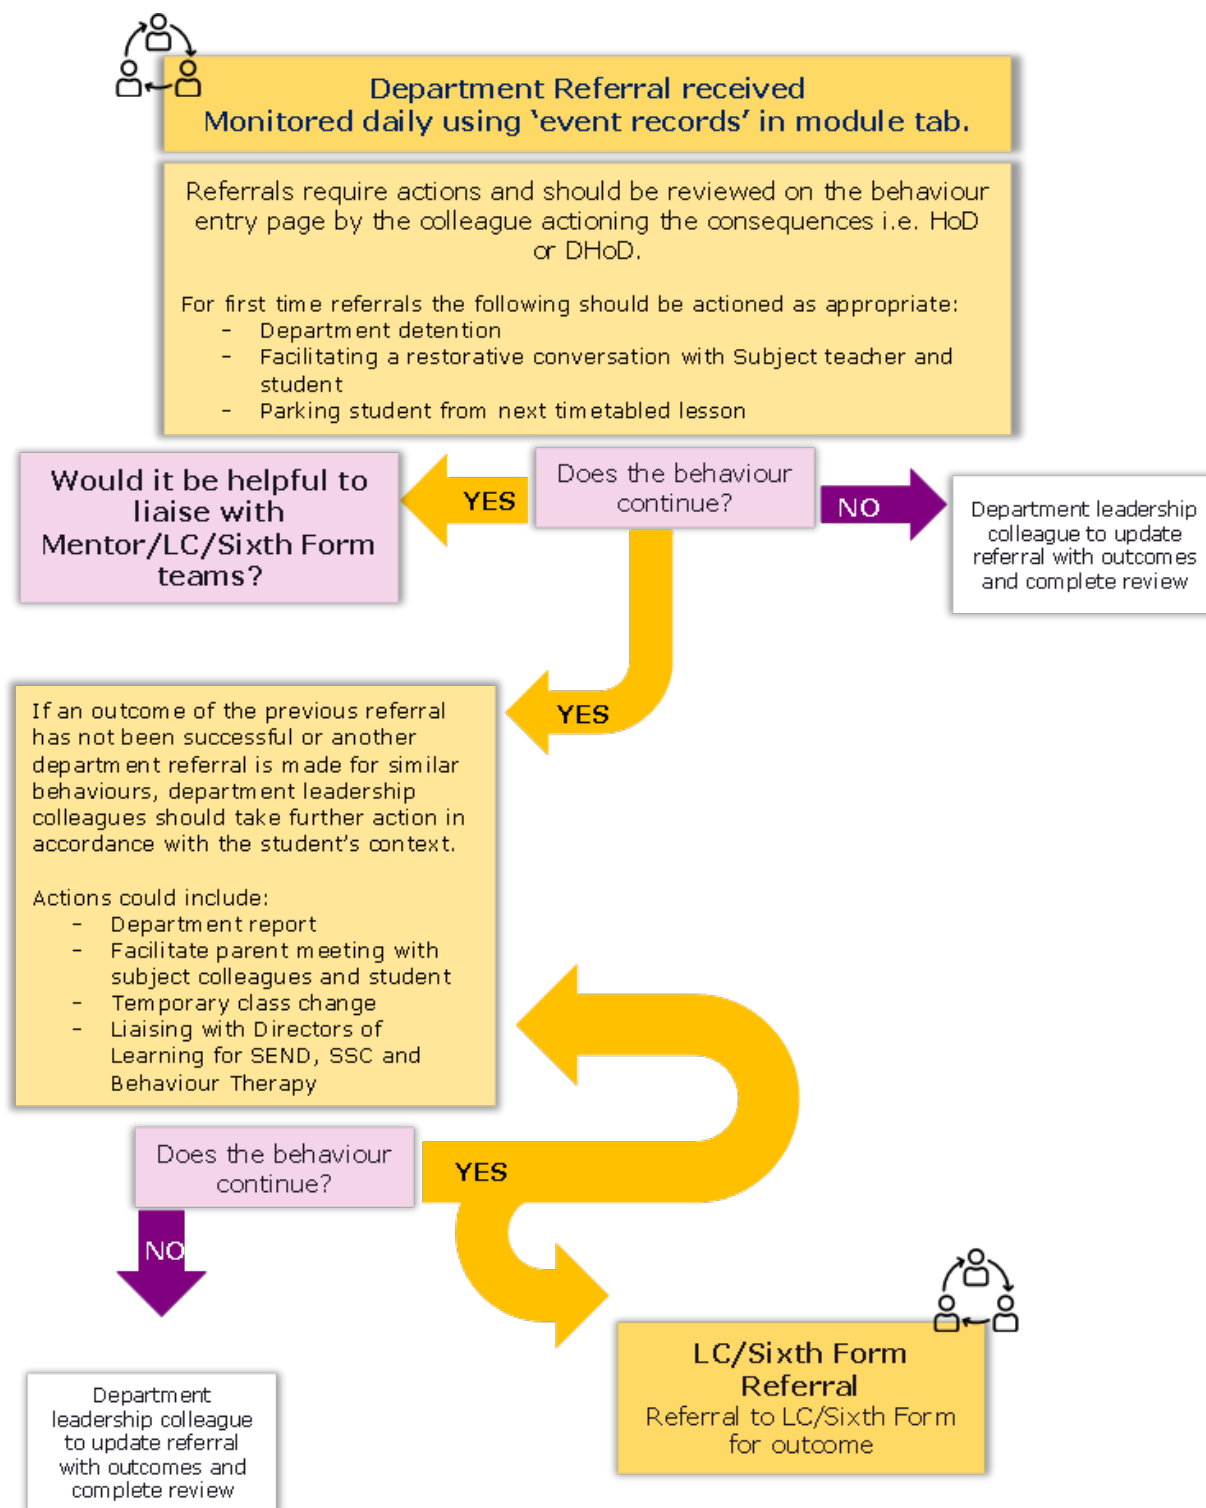 Department Referral received
Monitored daily using ‘event records’ in module tab.
Referrals require actions and should be reviewed on the behaviour
entry page by the colleague actioning the consequences i.e. HoD
or DHoD.
For first time referrals the following should be actioned as appropriate:
- Department detention
- Facilitating a restorative conversation with Subject teacher and
student
- Parking student from next timetabled lesson
Does the behaviour
continue?
YES
NO
Would it be helpful to
liaise with
Mentor/LC/Sixth Form
teams?
Department leadership
colleague to update
referral with outcomes
and complete review
YES
If an outcome of the previous referral
has not been successful or another
department referral is made for similar
behaviours, department leadership
colleagues should take further action in
accordance with the student’s context.
Actions could include:
- Department report
- Facilitate parent meeting with
subject colleagues and student
- Temporary class change
- Liaising with Directors of
Learning for SEND, SSC and
Behaviour Therapy
Does the behaviour
continue?
YES
NO
LC/Sixth Form
Referral
Referral to LC/Sixth Form
for outcome
Department
leadership colleague
to update referral
with outcomes and
complete review